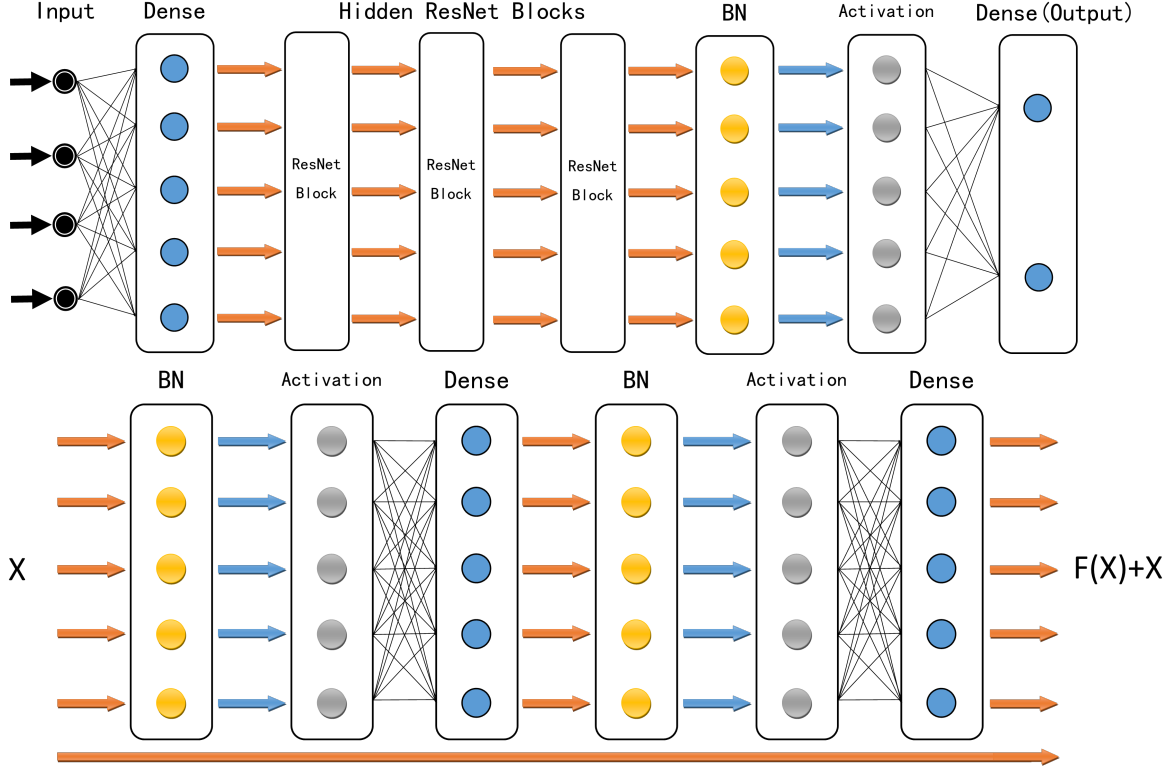 Input Dense Hidden ResNet Blocks BN Activation Dense(Output)
ResNet ResNet ResNet
Block Block Block
BN Activation Dense BN Activation Dense
X F(X)+X